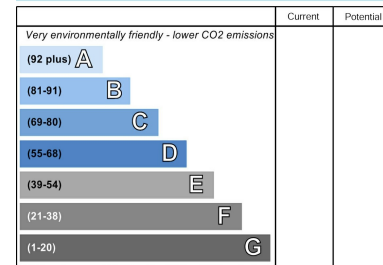 Current Potential
Very environmentally friendly - lower CO2 emissions
(92 plus) A
(81-91) B
(69-80) C
(55-68) D
(39-54) E
(21-38) F
(1-20) G